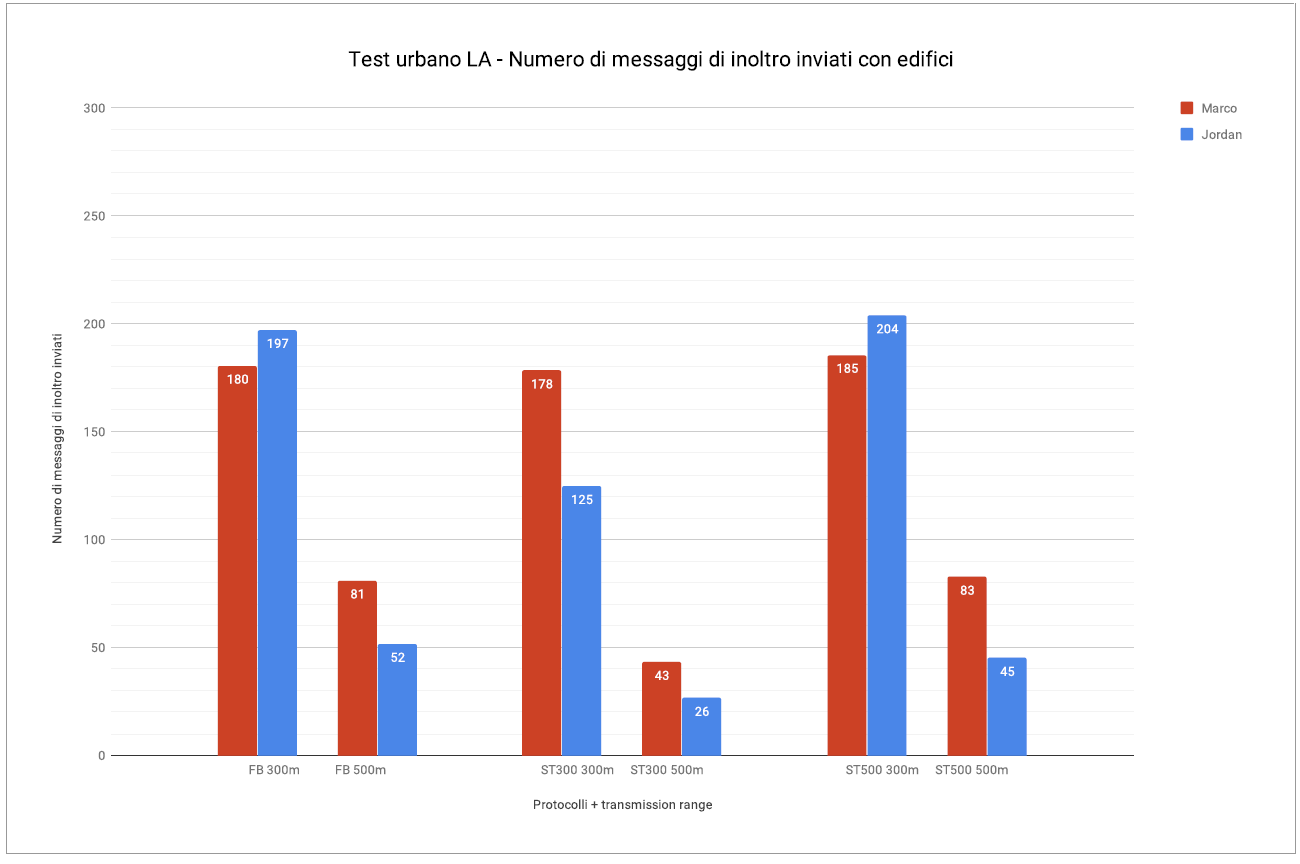 Test urbano LA - Numero di messaggi di inoltro inviati con edifici
Marco
Jordan
Numero di messaggi di inoltro inviati
300
250
200
150
100
50
0
180
197
81
52
178
125
43
26
185
204
83
45
FB 300m
FB 500m
ST300 300m
ST300 500m
ST500 300m
ST500 500m
Protocolli + transmission range